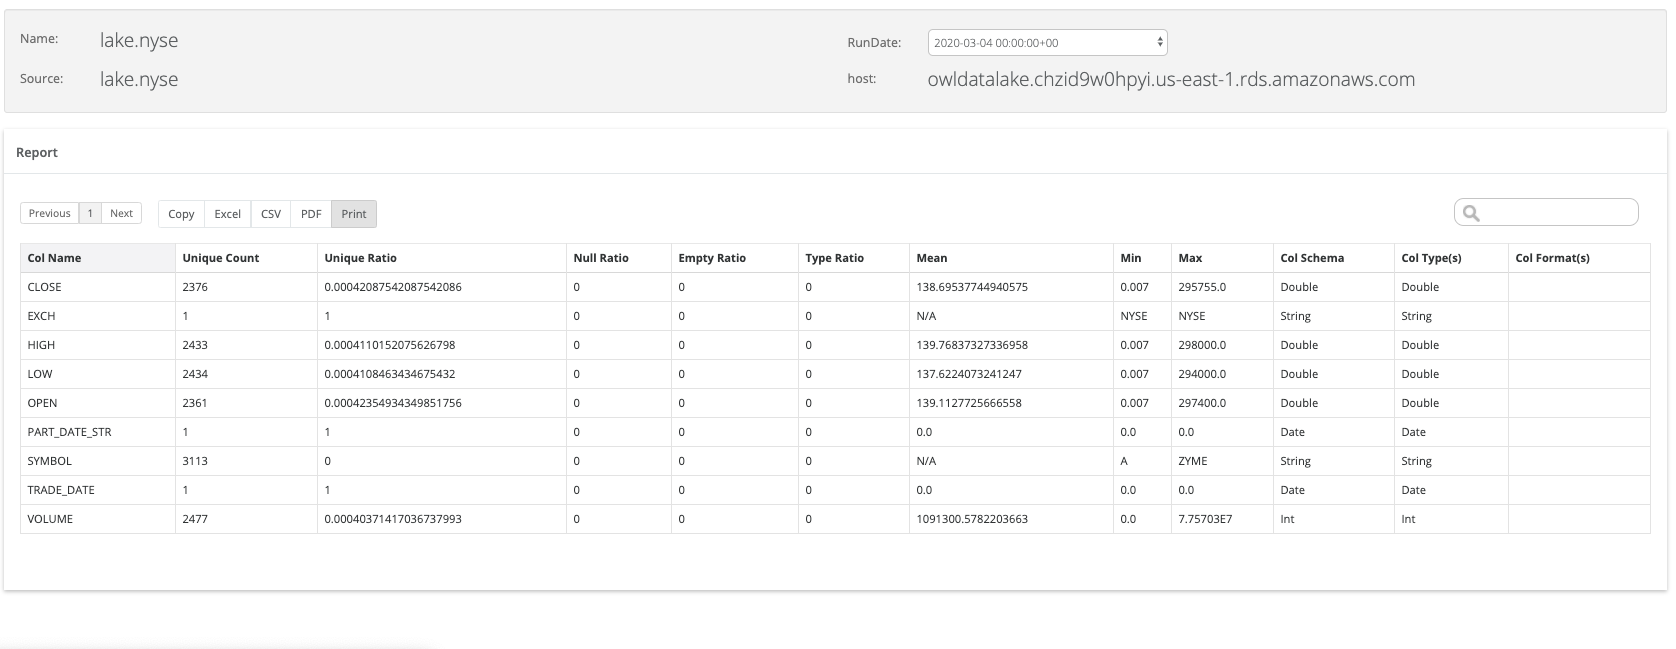 Name: lake.nyse RunDate: 2020-03-04 00:00:00+00
Source: lake.nyse host: owldatalake.chzid9w0hpyi.us-east-1.rds.amazonaws.com
Report
Previous 1 Next Copy Excel CSV PDF Print
Col Name Unique Count Unique Ratio Null Ratio Empty Ratio Type Ratio Mean Min Max Col Schema Col Type(s) Col Format(s)
CLOSE 2376 0.00042087542087542086 0 0 0 138.69537744940575 0.007 295755.0 Double Double
EXCH 1 1 0 0 0 N/A NYSE NYSE String String
HIGH 2433 0.0004110152075626798 0 0 0 139.76837327336958 0.007 298000.0 Double Double
LOW 2434 0.0004108463434675432 0 0 0 137.6224073241247 0.007 294000.0 Double Double
OPEN 2361 0.00042354934349851756 0 0 0 139.1127725666558 0.007 297400.0 Double Double
PART_DATE_STR 1 1 0 0 0 0.0 0.0 0.0 Date Date
SYMBOL 3113 0 0 0 0 N/A A ZYME String String
TRADE_DATE 1 1 0 0 0 0.0 0.0 0.0 Date Date
VOLUME 2477 0.00040371417036737993 0 0 0 1091300.5782203663 0.0 7.75703E7 Int Int